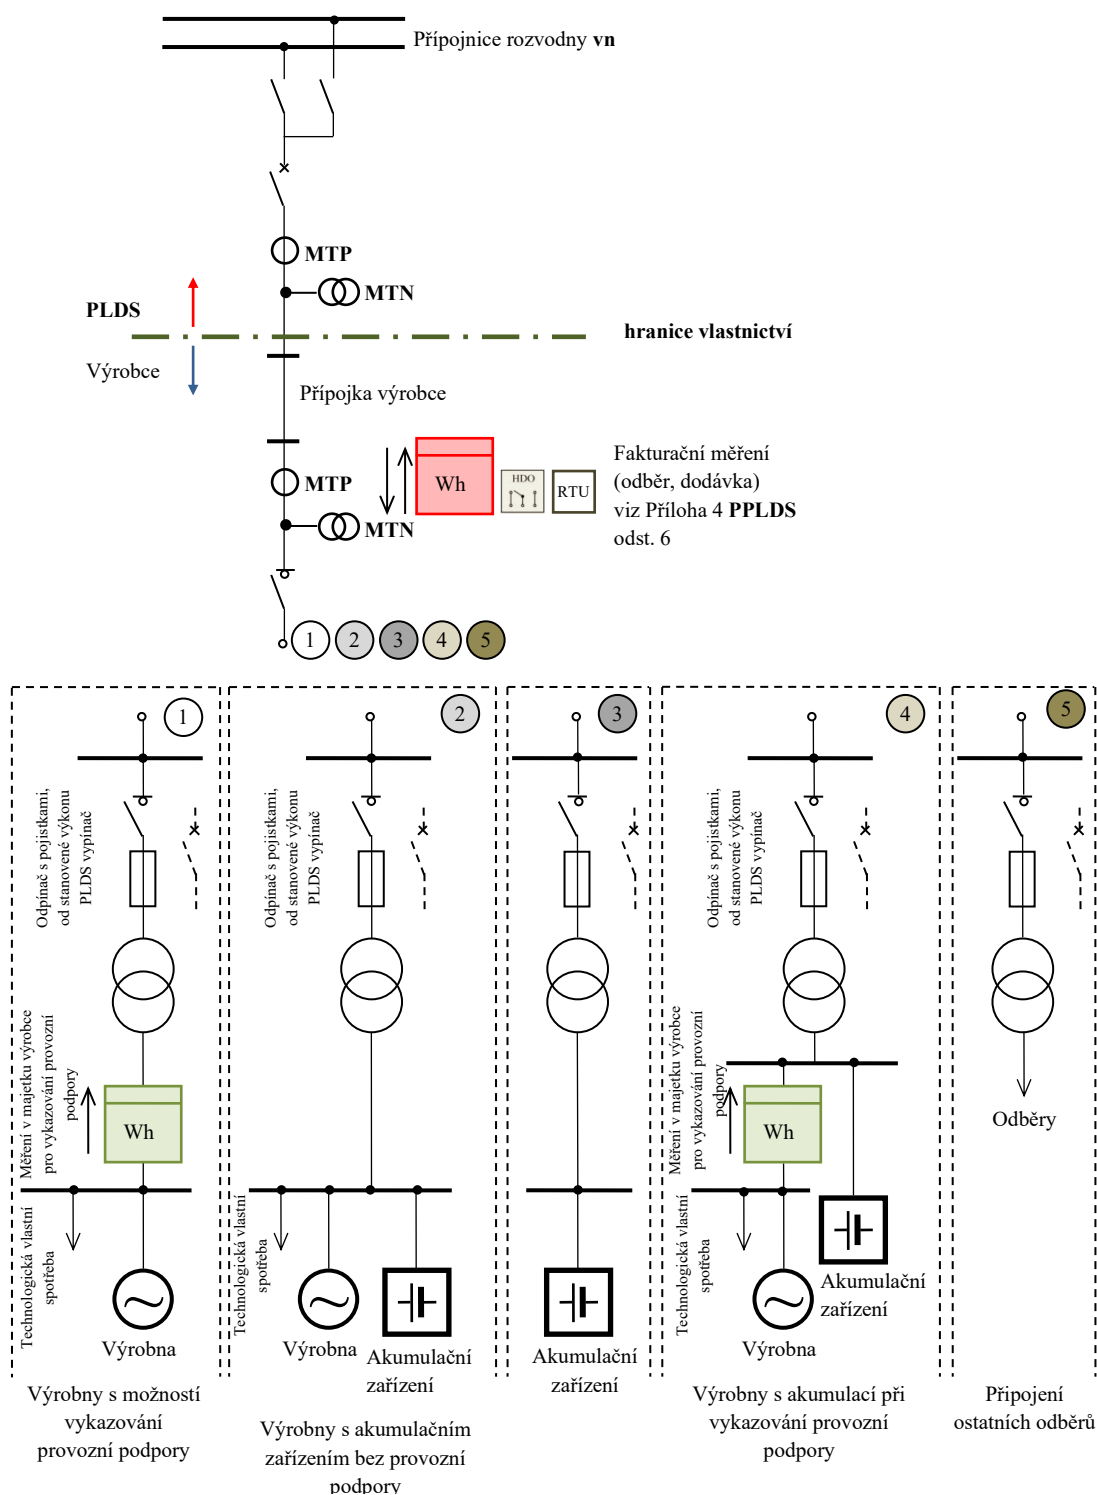 Přípojnice rozvodny vn
MTP
MTN
PLDS
hranice vlastnictví
Výrobce
Přípojka výrobce
MTP
Wh
HDO
RTU
Fakturační měření
(odběr, dodávka)
viz Příloha 4 PPLDS
odst. 6
MTN
1
2
3
4
5
1
Odpínač s pojistkami,
od stanovené výkonu
PLDS vypínač
Měření v majetku výrobce
pro vykazování provozní
podpory
Wh
Technologická vlastní
spotřeba
Výrobna
Výrobny s možností
vykazování
provozní podpory
2
Odpínač s pojistkami,
od stanovené výkonu
PLDS vypínač
Technologická vlastní
spotřeba
Výrobna
Akumulační
zařízení
Výrobny s akumulačním
zařízením bez provozní
podpory
3
Akumulační
zařízení
4
Odpínač s pojistkami,
od stanovené výkonu
PLDS vypínač
Měření v majetku výrobce
pro vykazování provozní
podpory
Wh
Technologická vlastní
spotřeba
Akumulační
zařízení
Výrobna
Výrobny s akumulací při
vykazování provozní
podpory
5
Odběry
Připojení
ostatních odběrů